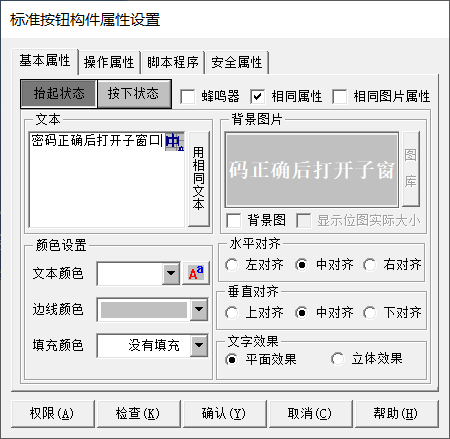 标准按钮构件属性设置
基本属性 操作属性 脚本程序 安全属性
抬起状态 按下状态 蜂鸣器 相同属性 相同图片属性
文本
密码正确后打开子窗口 中
用相同文本
背景图片
码正确后打开子窗
图库
背景图 显示位图实际大小
颜色设置
文本颜色 Aa
边线颜色
填充颜色 没有填充
水平对齐
左对齐 中对齐 右对齐
垂直对齐
上对齐 中对齐 下对齐
文字效果
平面效果 立体效果
权限(A) 检查(K) 确认(Y) 取消(C) 帮助(H)